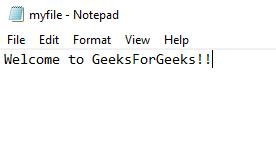 myfile - Notepad
File Edit Format View Help
Welcome to GeeksForGeeks!!